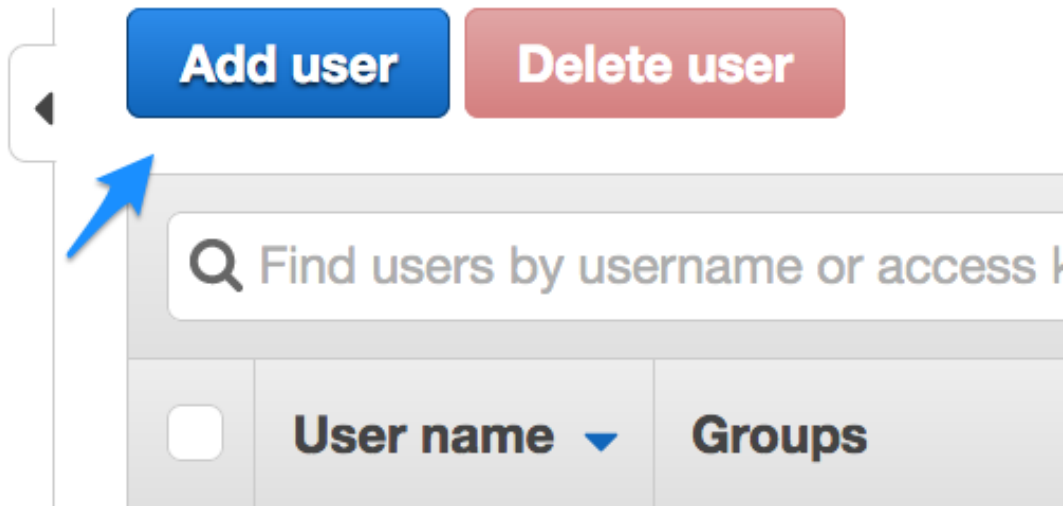 Add user Delete user
Find users by username or access
User name Groups